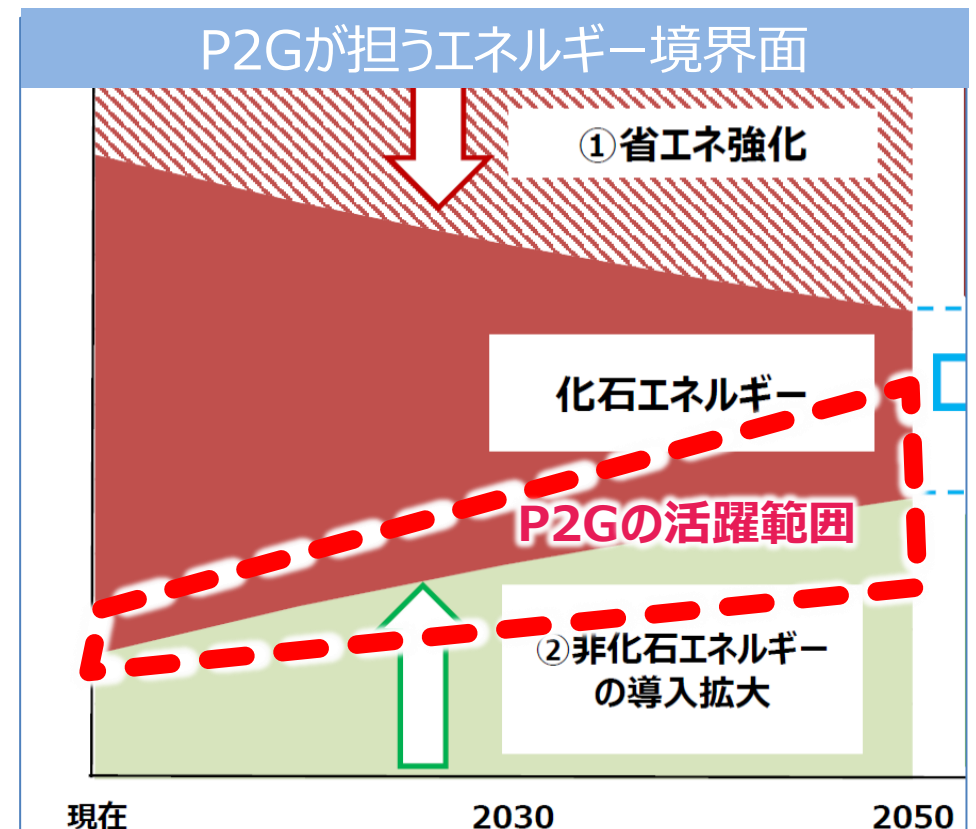 P2Gが担うエネルギー境界面
①省エネ強化
化石エネルギー
P2Gの活躍範囲
②非化石エネルギー
の導入拡大
現在
2030
2050